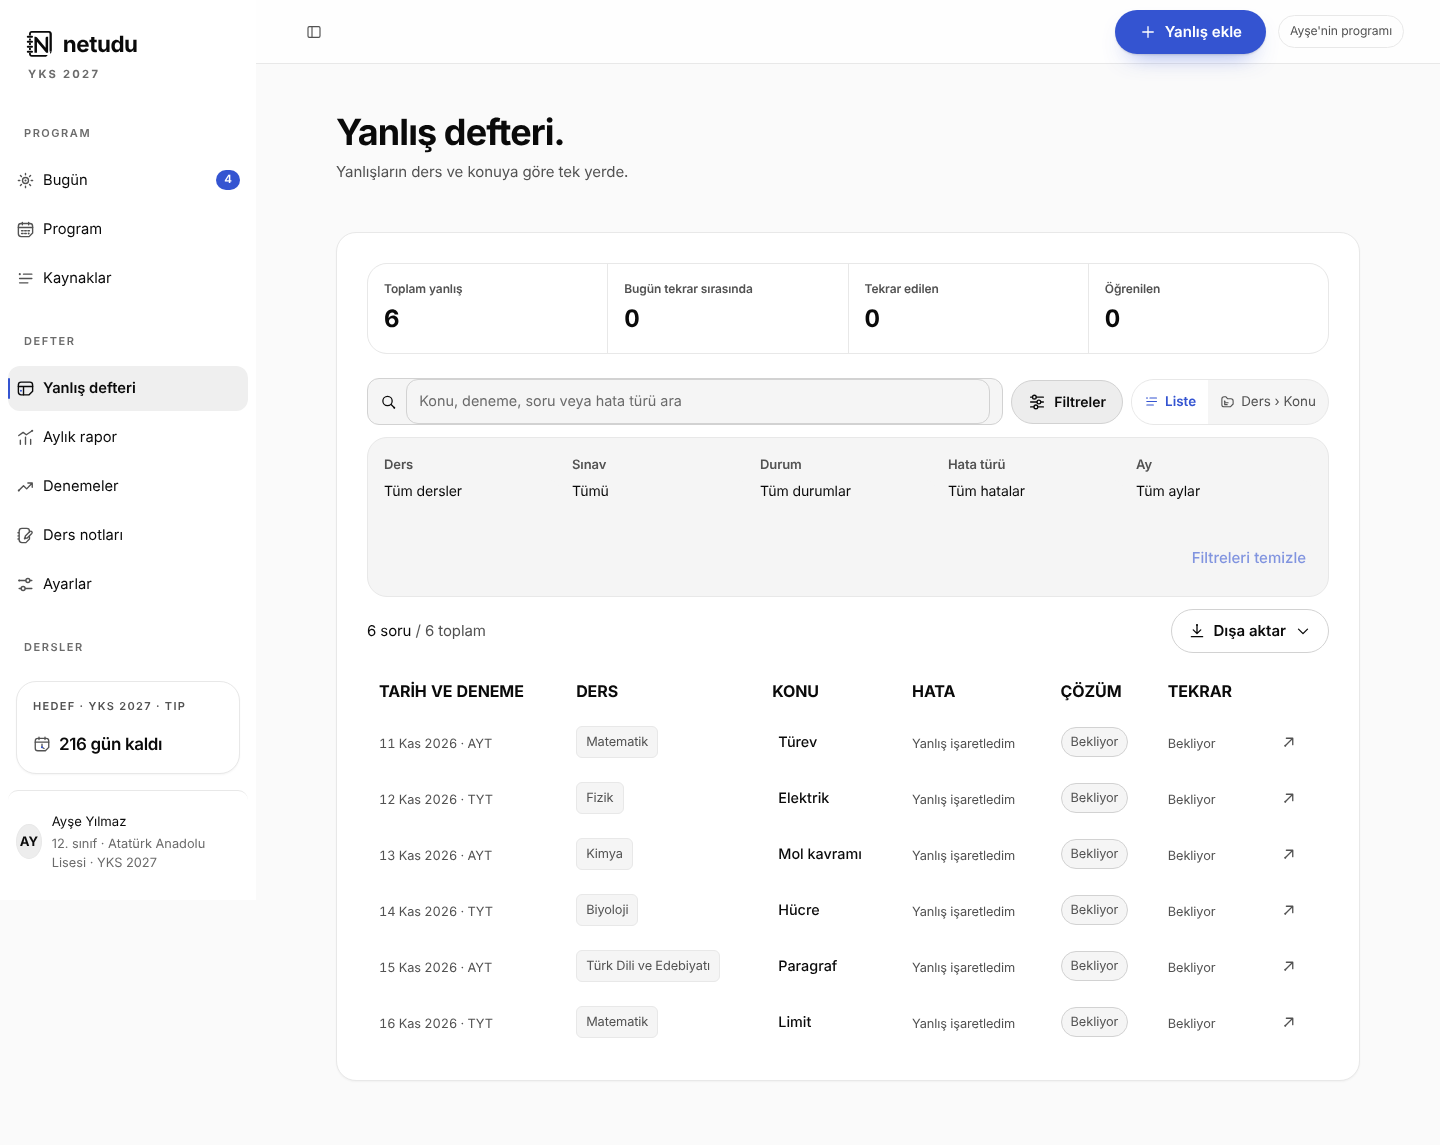 netudu
YKS 2027
PROGRAM
Bugün 4
Program
Kaynaklar
DEFTER
Yanlış defteri
Aylık rapor
Denemeler
Ders notları
Ayarlar
DERSLER
HEDEF · YKS 2027 · TIP
216 gün kaldı
AY
Ayşe Yılmaz
12. sınıf · Atatürk Anadolu
Lisesi · YKS 2027
Yanlış ekle
Ayşe'nin programı
Yanlış defteri.
Yanlışların ders ve konuya göre tek yerde.
Toplam yanlış
6
Bugün tekrar sırasında
0
Tekrar edilen
0
Öğrenilen
0
Konu, deneme, soru veya hata türü ara
Filtreler
Liste
Ders › Konu
Ders
Tüm dersler
Sınav
Tümü
Durum
Tüm durumlar
Hata türü
Tüm hatalar
Ay
Tüm aylar
Filtreleri temizle
6 soru / 6 toplam
Dışa aktar
TARİH VE DENEME DERS KONU HATA ÇÖZÜM TEKRAR
11 Kas 2026 · AYT Matematik Türev Yanlış işaretledim Bekliyor Bekliyor
12 Kas 2026 · TYT Fizik Elektrik Yanlış işaretledim Bekliyor Bekliyor
13 Kas 2026 · AYT Kimya Mol kavramı Yanlış işaretledim Bekliyor Bekliyor
14 Kas 2026 · TYT Biyoloji Hücre Yanlış işaretledim Bekliyor Bekliyor
15 Kas 2026 · AYT Türk Dili ve Edebiyatı Paragraf Yanlış işaretledim Bekliyor Bekliyor
16 Kas 2026 · TYT Matematik Limit Yanlış işaretledim Bekliyor Bekliyor